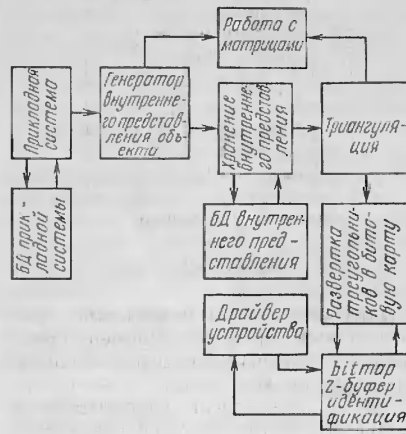 Работа с
матрицами
Прикладная
система
Генератор
внутренне-
го представ-
ления объ-
екта
Хранение
внутренне-
го представ-
ления
Триангуля-
ция
БД прик-
ладной
системы
БД внутрен-
него пред-
ставления
Развертка
треугольни-
ков в бито-
вую карту
Драйвер
устройства
bitmap
Z-буфер
иденти-
фикация